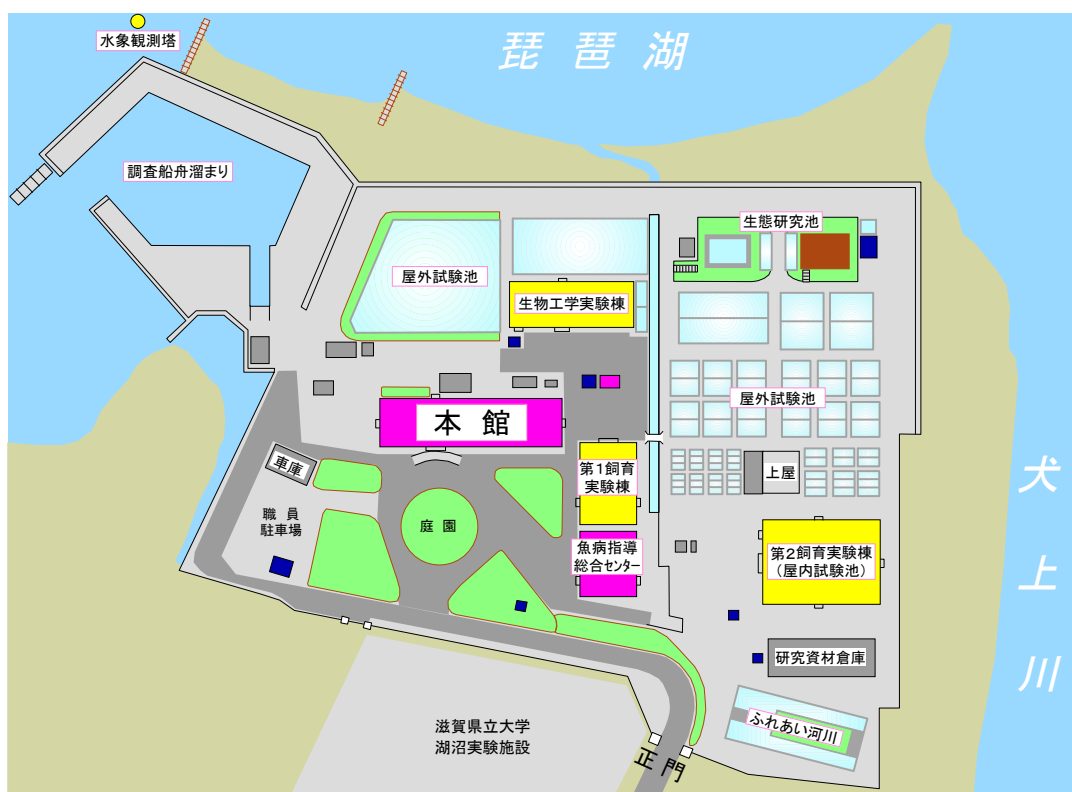 水象観測塔
琵琶湖
調査船舟溜まり
生態研究池
屋外試験池
生物工学実験棟
屋外試験池
本館
車庫
第1飼育
実験棟
上屋
職員
駐車場
庭園
魚病指導
総合センター
第2飼育実験棟
(屋内試験池)
犬上川
研究資材倉庫
ふれあい河川
滋賀県立大学
湖沼実験施設
正門